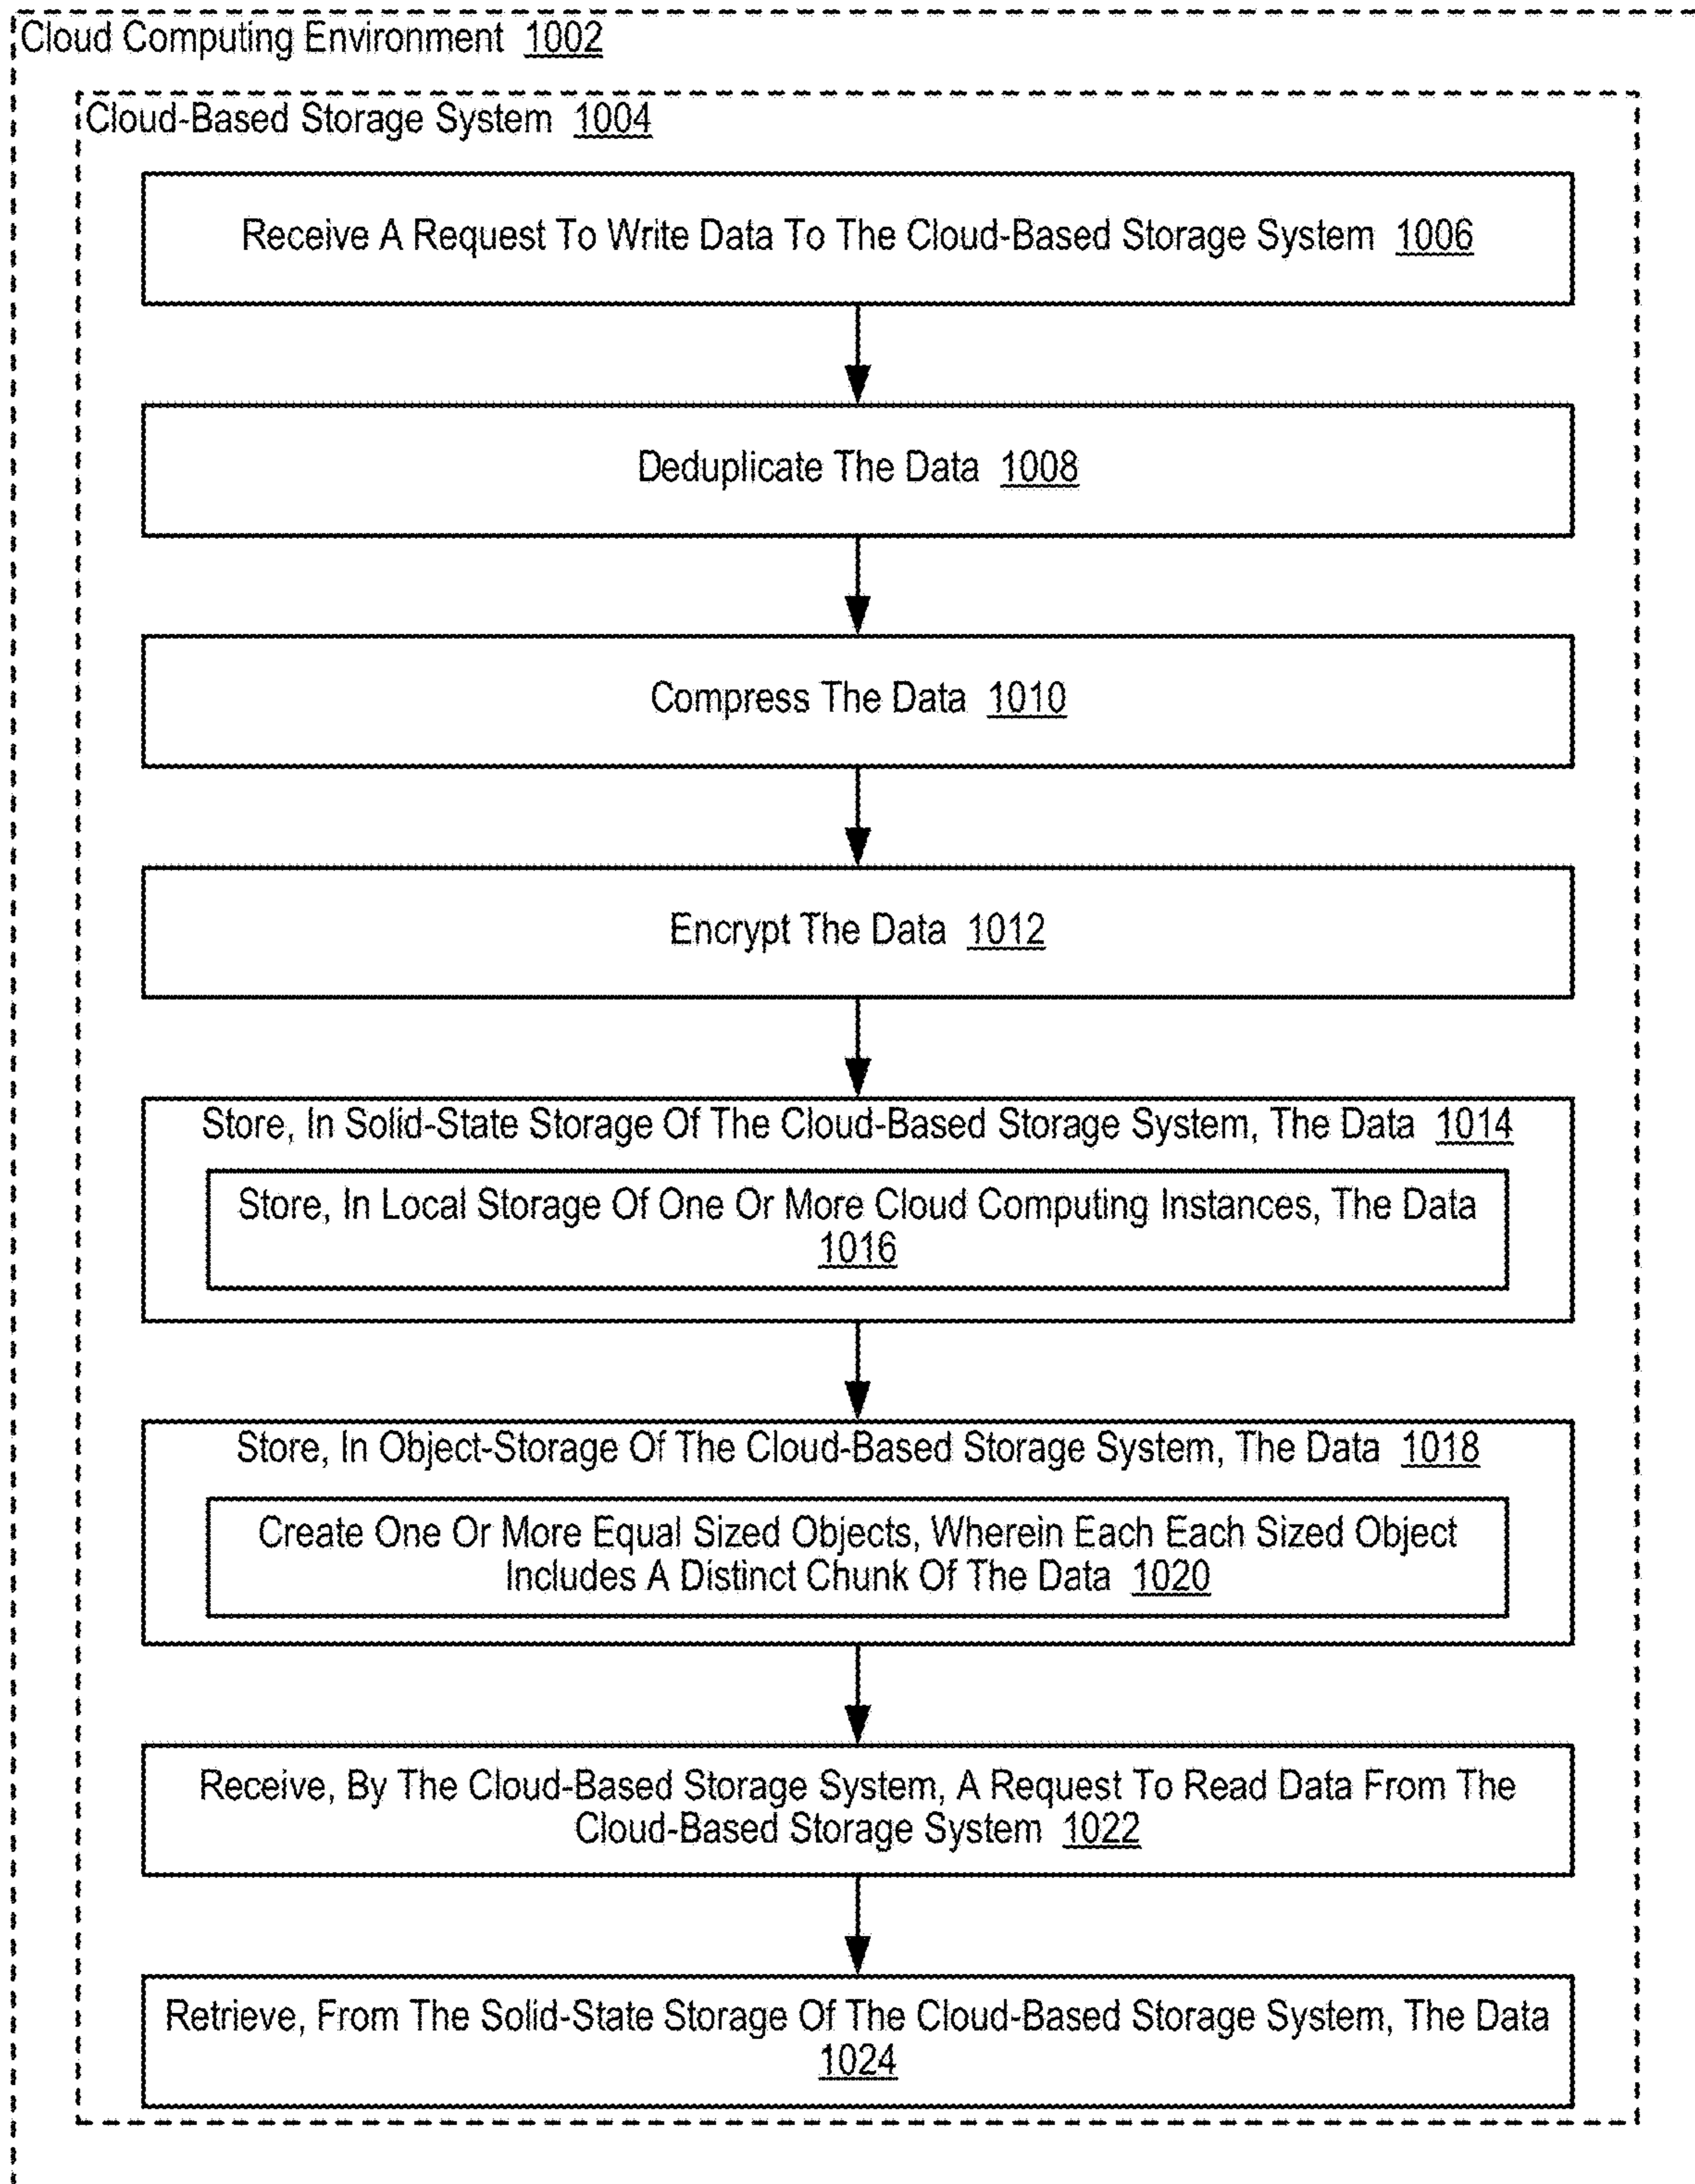 Cloud Computing Environment 1002
Cloud-Based Storage System 1004
Receive A Request To Write Data To The Cloud-Based Storage System 1006
Deduplicate The Data 1008
Compress The Data 1010
Encrypt The Data 1012
Store, In Solid-State Storage Of The Cloud-Based Storage System, The Data 1014
Store, In Local Storage Of One Or More Cloud Computing Instances, The Data
1016
Store, In Object-Storage Of The Cloud-Based Storage System, The Data 1018
Create One Or More Equal Sized Objects, Wherein Each Each Sized Object
Includes A Distinct Chunk Of The Data 1020
Receive, By The Cloud-Based Storage System, A Request To Read Data From The
Cloud-Based Storage System 1022
Retrieve, From The Solid-State Storage Of The Cloud-Based Storage System, The Data
1024